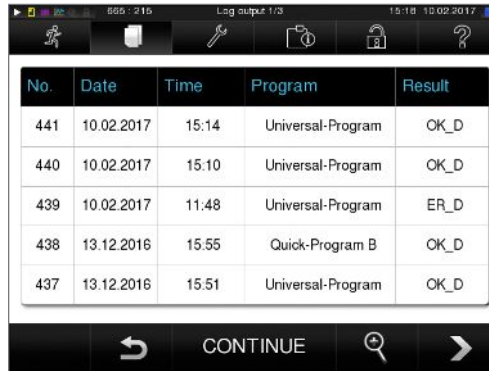 665 : 215 Log output 1/3 15:18 10.02.2017
No. Date Time Program Result
441 10.02.2017 15:14 Universal-Program OK_D
440 10.02.2017 15:10 Universal-Program OK_D
439 10.02.2017 11:48 Universal-Program ER_D
438 13.12.2016 15:55 Quick-Program B OK_D
437 13.12.2016 15:51 Universal-Program OK_D
CONTINUE